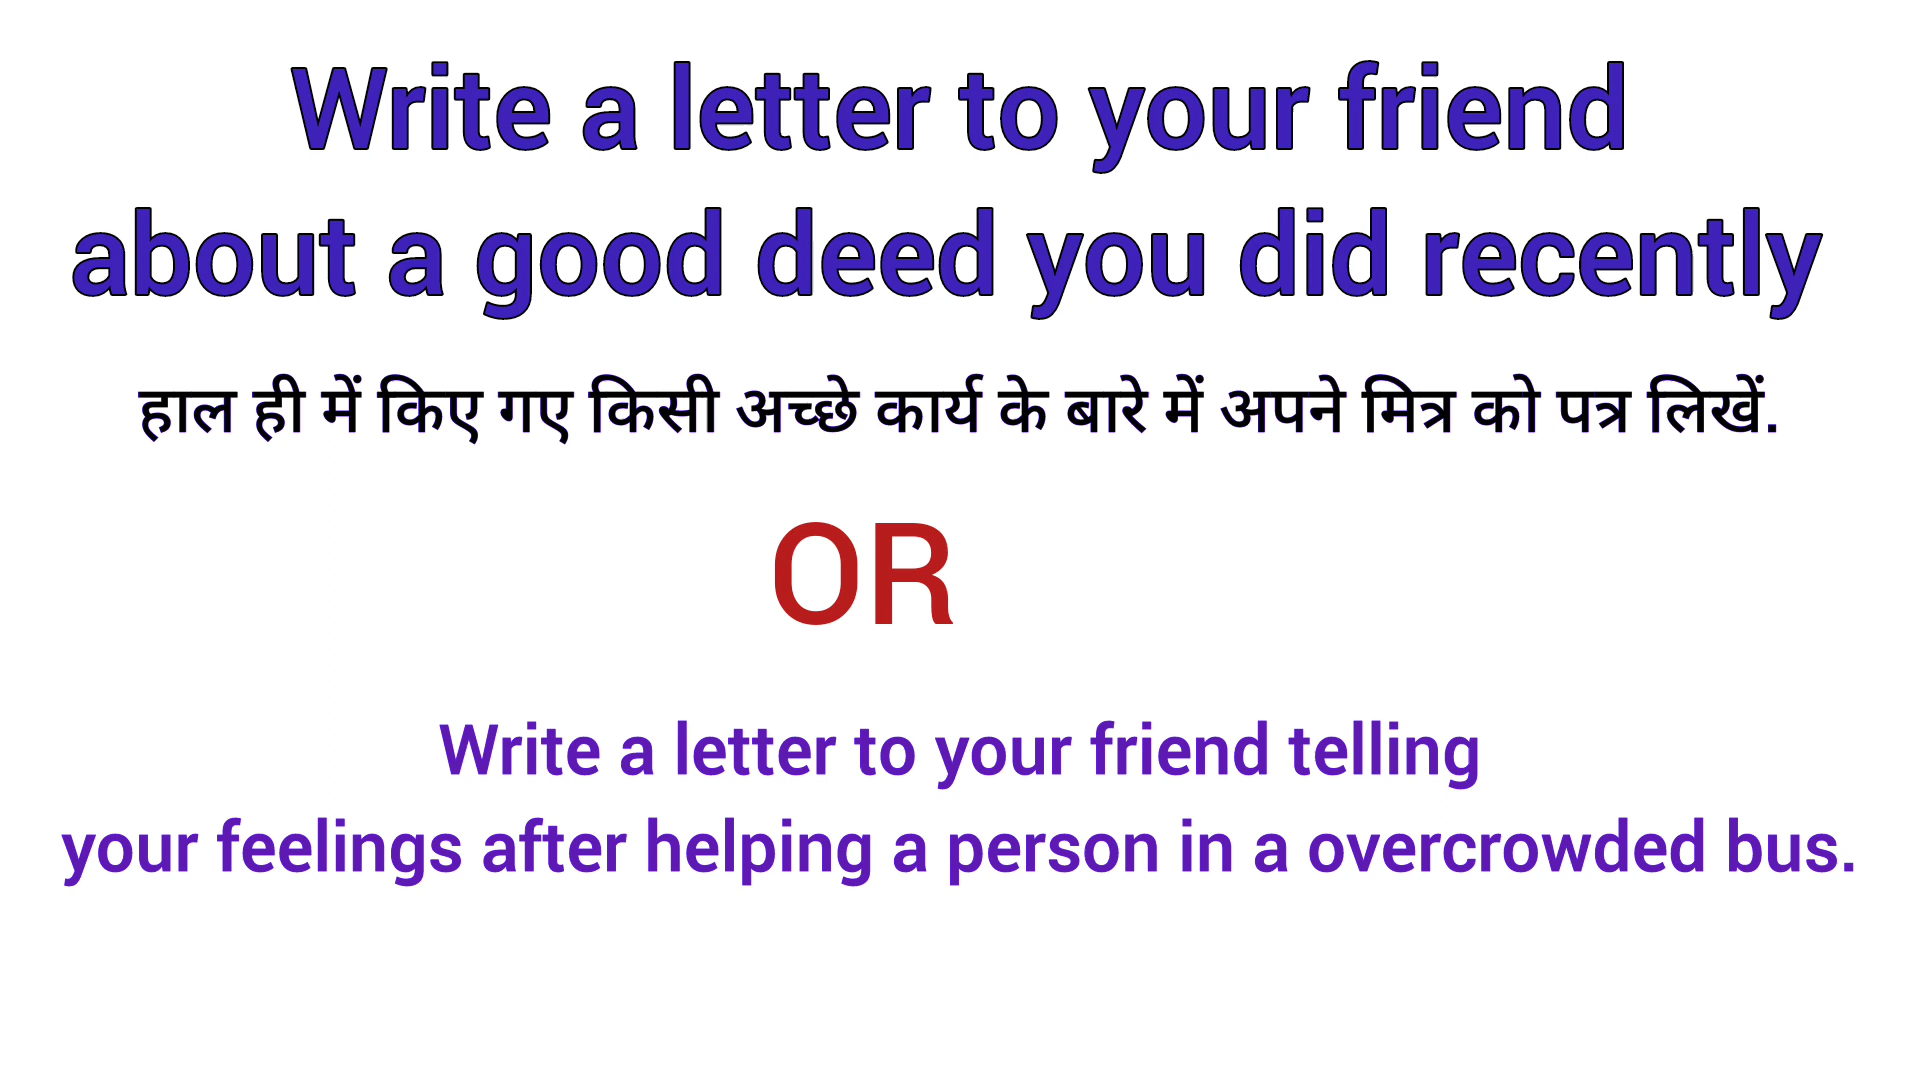 Write a letter to your friend
about a good deed you did recently
हाल ही में किए गए किसी अच्छे कार्य के बारे में अपने मित्र को पत्र लिखें.
OR
Write a letter to your friend telling
your feelings after helping a person in a overcrowded bus.